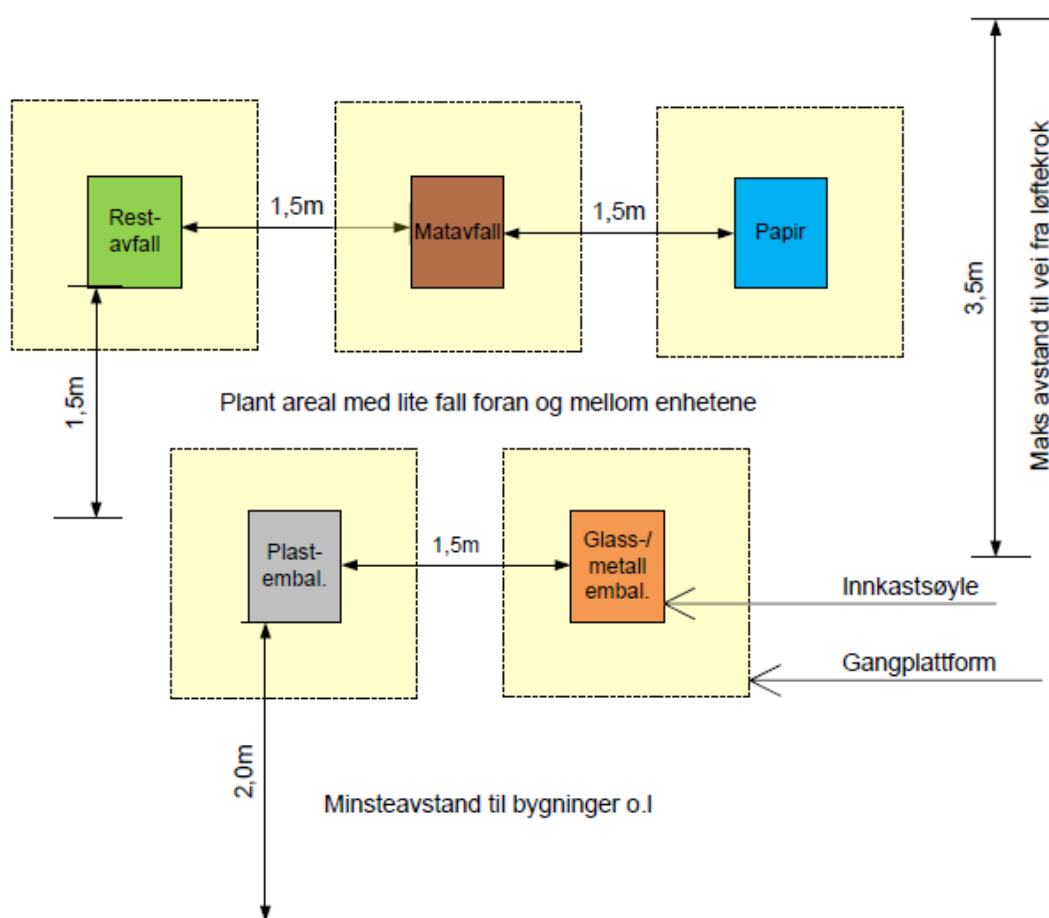 Rest-
avfall
1,5m
Matavfall
1,5m
Papir
3,5m
Maks avstand til vei fra løftekrok
1,5m
Plant areal med lite fall foran og mellom enhetene
Plast-
embal.
1,5m
Glass-/
metall
embal.
Innkastsøyle
Gangplattform
2,0m
Minsteavstand til bygninger o.l